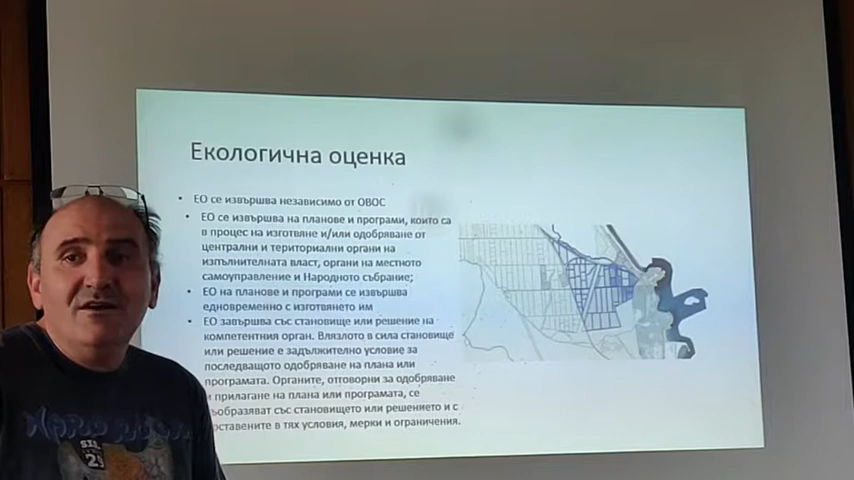 Екологична оценка
• ЕО се извършва независимо от ОВОС
• ЕО се извършва на планове и програми, които са
в процес на изготвяне и/или одобряване от
централни и териториални органи на
изпълнителната власт, органи на местното
самоуправление и Народното събрание;
• ЕО на планове и програми се извършва
едновременно с изготвянето им
• ЕО завършва със становище или решение на
компетентния орган. Влязлото в сила становище
или решение е задължително условие за
последващото одобряване на плана или
програмата. Органите, отговорни за одобряване
и прилагане на плана или програмата, се
съобразяват със становището или решението и с
поставените в тях условия, мерки и ограничения.